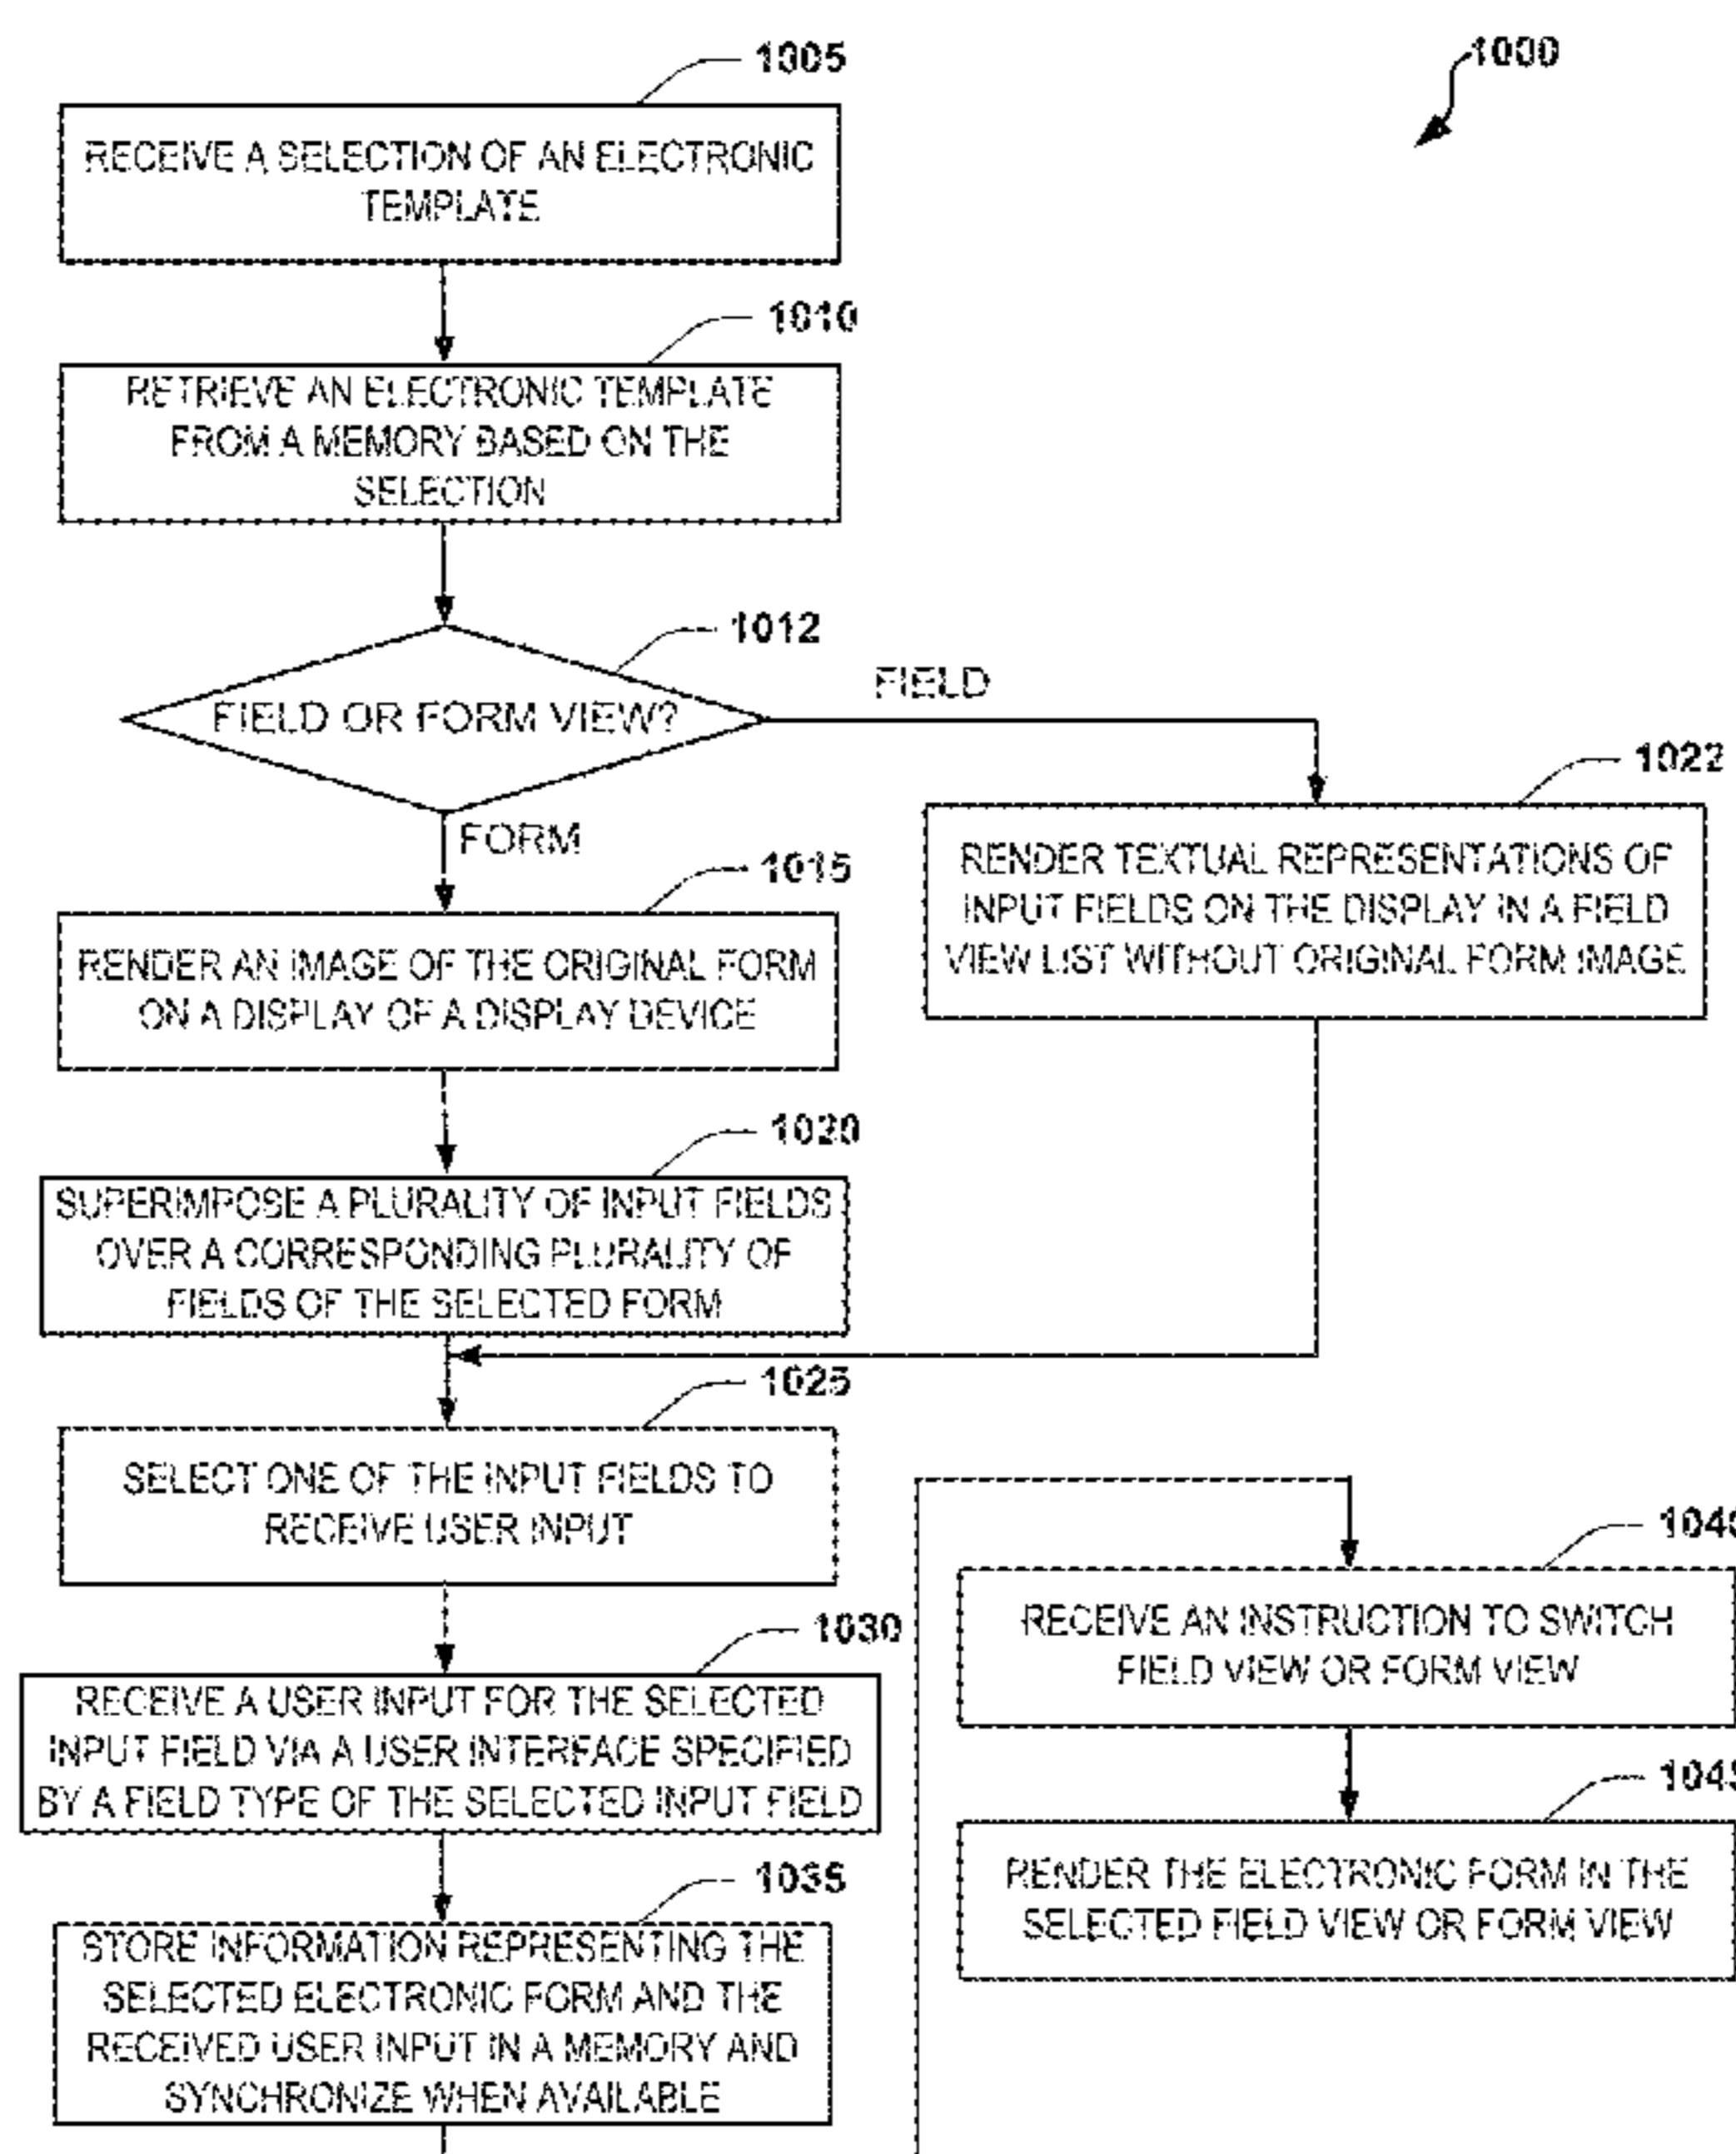 1005
1000
RECEIVE A SELECTION OF AN ELECTRONIC
TEMPLATE
1010
RETRIEVE AN ELECTRONIC TEMPLATE
FROM A MEMORY BASED ON THE
SELECTION
1012
FIELD OR FORM VIEW?
FIELD
FORM
1022
RENDER TEXTUAL REPRESENTATIONS OF
INPUT FIELDS ON THE DISPLAY IN A FIELD
VIEW LIST WITHOUT ORIGINAL FORM IMAGE
1015
RENDER AN IMAGE OF THE ORIGINAL FORM
ON A DISPLAY OF A DISPLAY DEVICE
1020
SUPERIMPOSE A PLURALITY OF INPUT FIELDS
OVER A CORRESPONDING PLURALITY OF
FIELDS OF THE SELECTED FORM
1025
SELECT ONE OF THE INPUT FIELDS TO
RECEIVE USER INPUT
1030
RECEIVE A USER INPUT FOR THE SELECTED
INPUT FIELD VIA A USER INTERFACE SPECIFIED
BY A FIELD TYPE OF THE SELECTED INPUT FIELD
1035
STORE INFORMATION REPRESENTING THE
SELECTED ELECTRONIC FORM AND THE
RECEIVED USER INPUT IN A MEMORY AND
SYNCHRONIZE WHEN AVAILABLE
1040
RECEIVE AN INSTRUCTION TO SWITCH
FIELD VIEW OR FORM VIEW
1045
RENDER THE ELECTRONIC FORM IN THE
SELECTED FIELD VIEW OR FORM VIEW